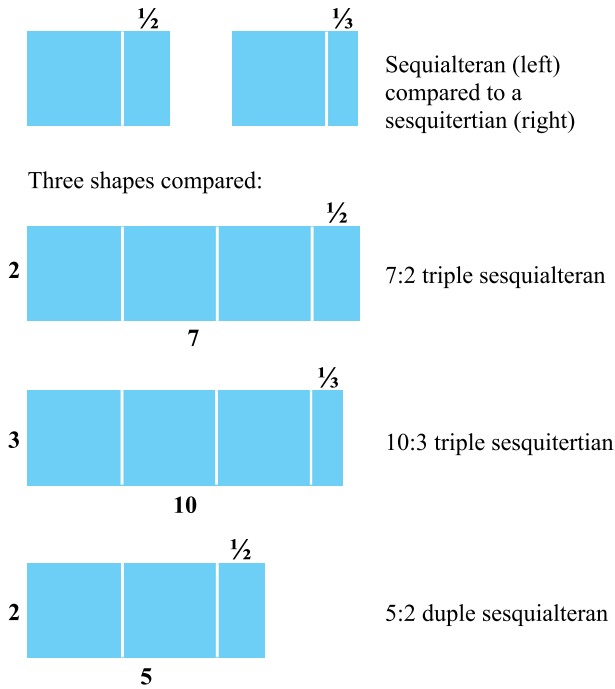 ½ ⅓
Sequialteran (left)
compared to a
sesquitertian (right)
Three shapes compared:
½
2
7:2 triple sesquialteran
7
⅓
3
10:3 triple sesquitertian
10
½
2
5:2 duple sesquialteran
5